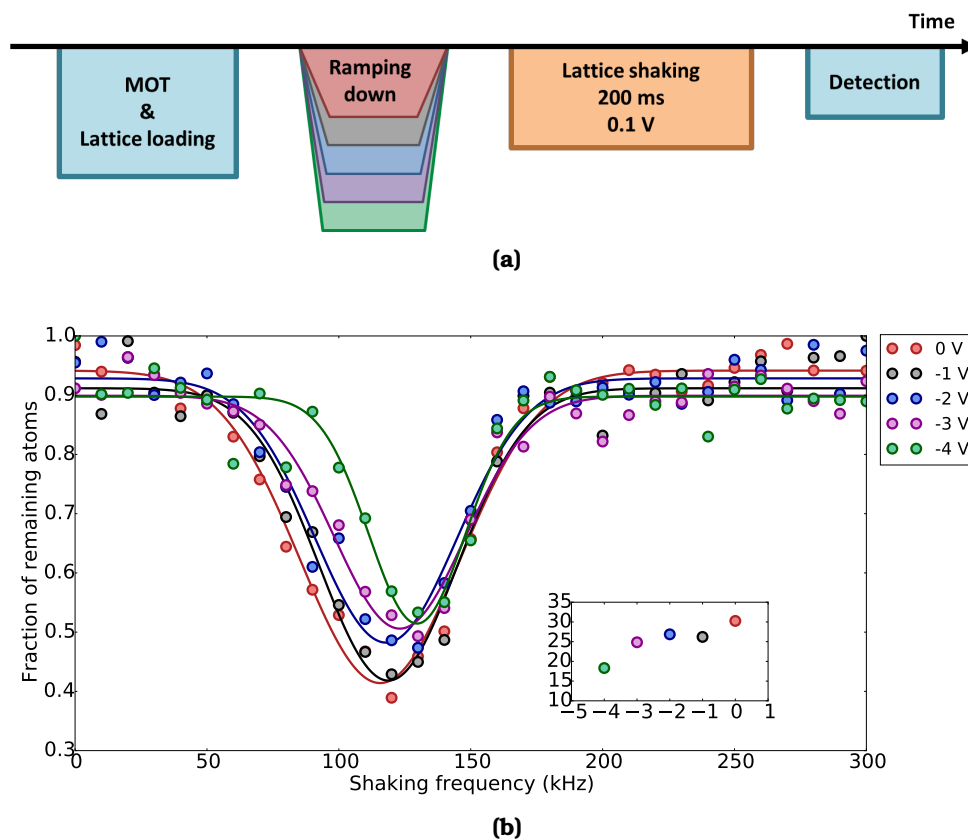 Time
MOT
&
Lattice loading
Ramping
down
Lattice shaking
200 ms
0.1 V
Detection
(a)
Fraction of remaining atoms
1.0
0.9
0.8
0.7
0.6
0.5
0.4
0.3
0 V
-1 V
-2 V
-3 V
-4 V
35
30
25
20
15
10
−5 −4 −3 −2 −1 0 1
0 50 100 150 200 250 300
Shaking frequency (kHz)
(b)